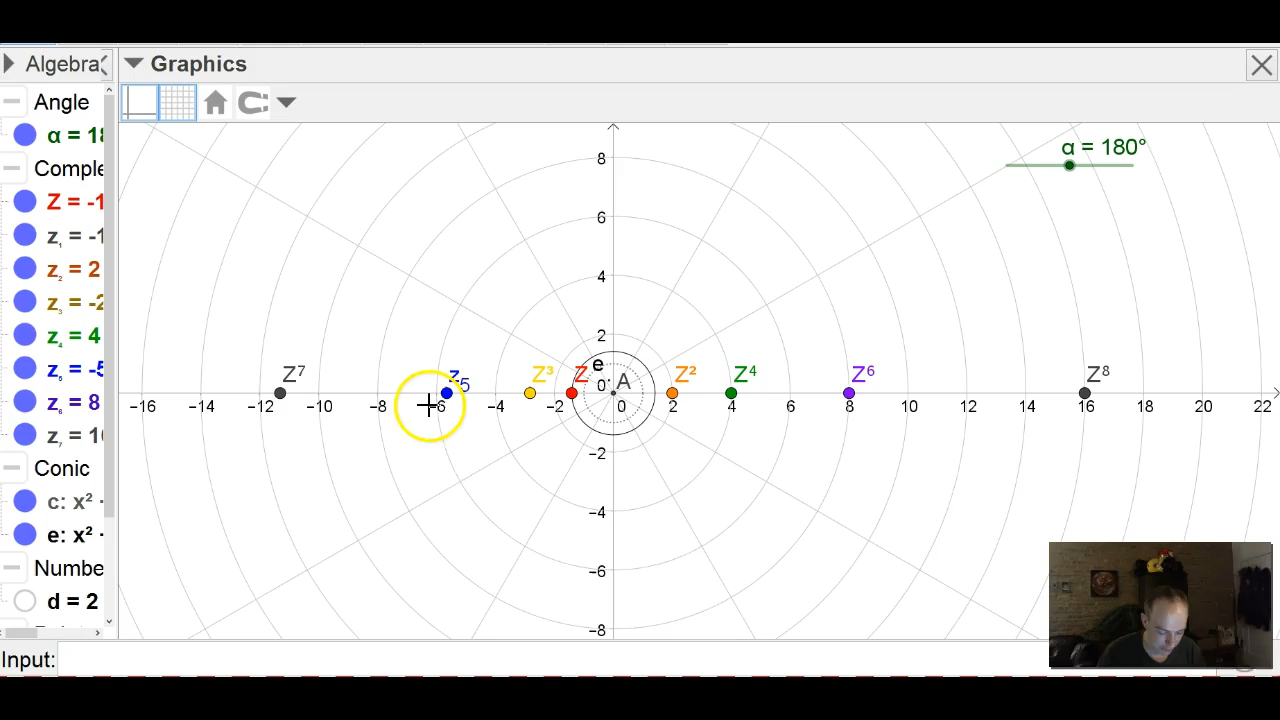 Algebra
Graphics
Angle
α = 18
Comple
Z = -1
z₁ = -1
z₂ = 2
z₃ = -2
z₄ = 4
z₅ = -5
z₆ = 8
z₇ = 10
Conic
c: x² -
e: x² -
Numbe
d = 2
α = 180°
8
6
4
2
0
-2
-4
-6
-8
Z⁷
z₅
Z³
Z
e
A
Z²
Z⁴
Z⁶
Z⁸
-16 -14 -12 -10 -8 -6 -4 -2 0 2 4 6 8 10 12 14 16 18 20 22
Input: